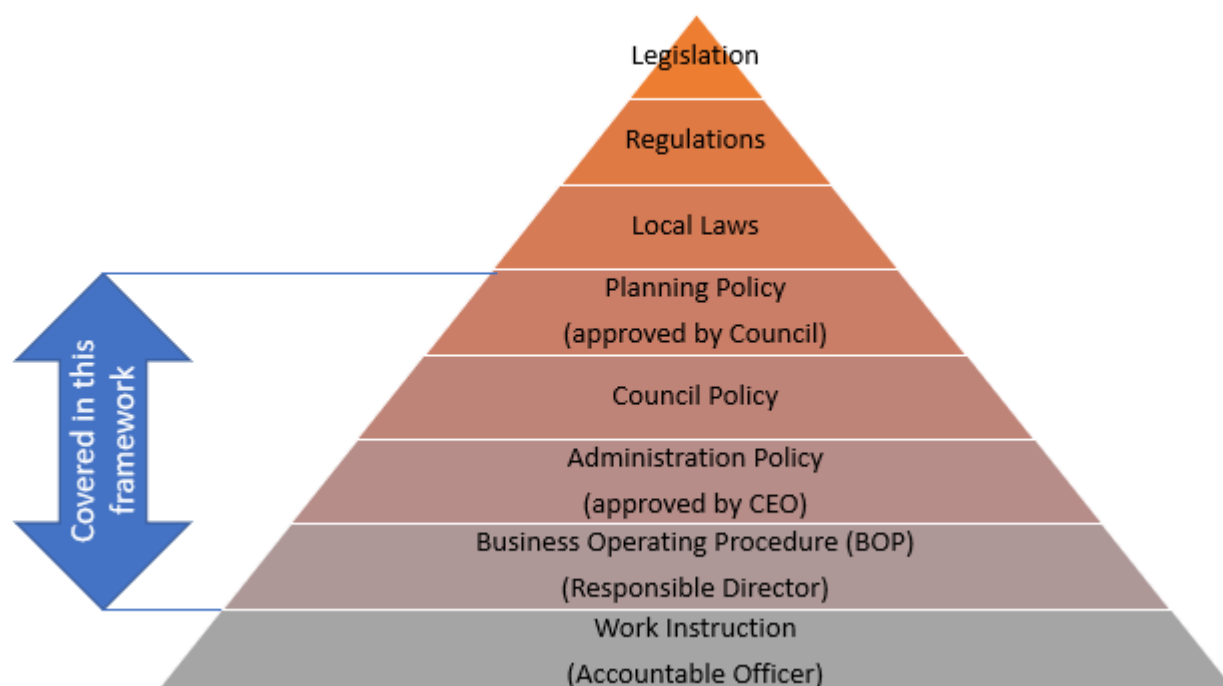 Legislation
Regulations
Local Laws
Planning Policy
(approved by Council)
Council Policy
Administration Policy
(approved by CEO)
Business Operating Procedure (BOP)
(Responsible Director)
Work Instruction
(Accountable Officer)
Covered in this
framework